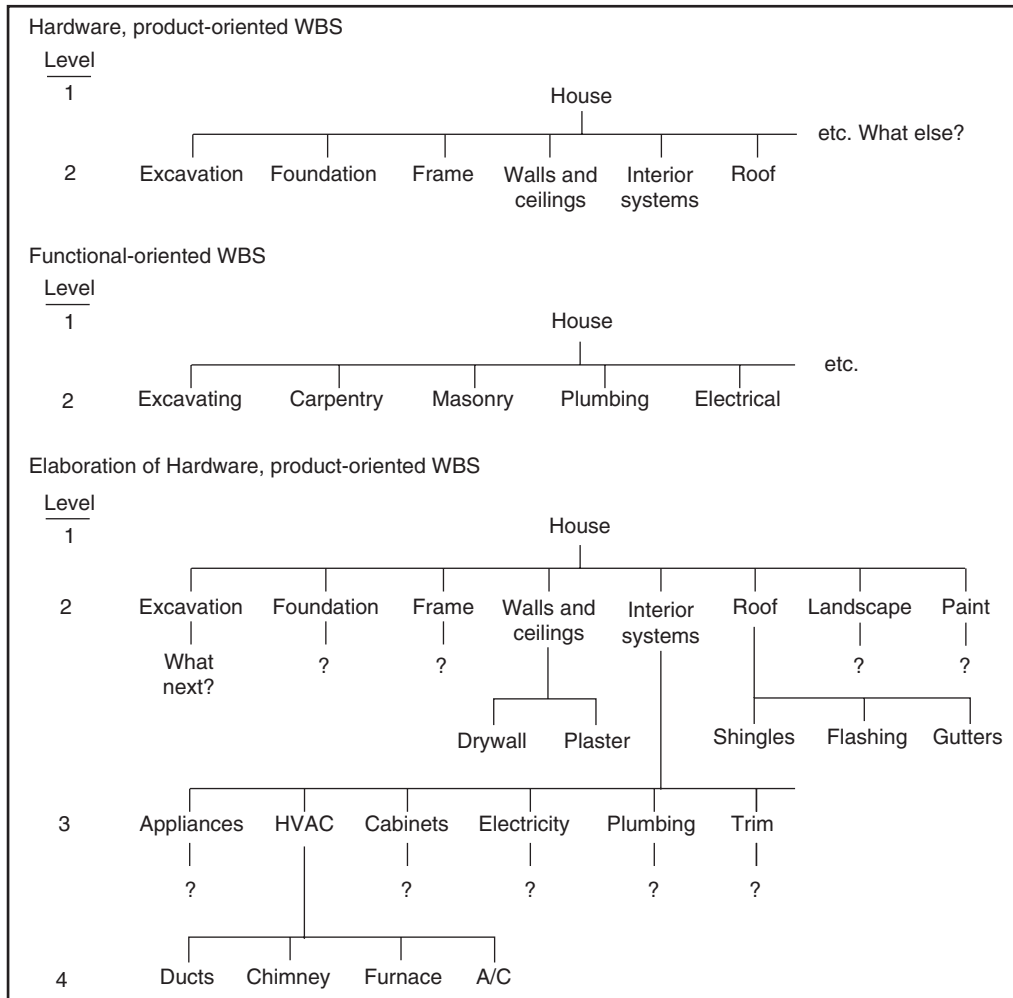 Hardware, product-oriented WBS
Level
1
House
etc. What else?
2
Excavation Foundation Frame Walls and Interior Roof
ceilings systems
Functional-oriented WBS
Level
1
House
etc.
2
Excavating Carpentry Masonry Plumbing Electrical
Elaboration of Hardware, product-oriented WBS
Level
1
House
2
Excavation Foundation Frame Walls and Interior Roof Landscape Paint
ceilings systems
What ? ? ? ?
next?
Drywall Plaster Shingles Flashing Gutters
3
Appliances HVAC Cabinets Electricity Plumbing Trim
? ? ? ? ?
4
Ducts Chimney Furnace A/C